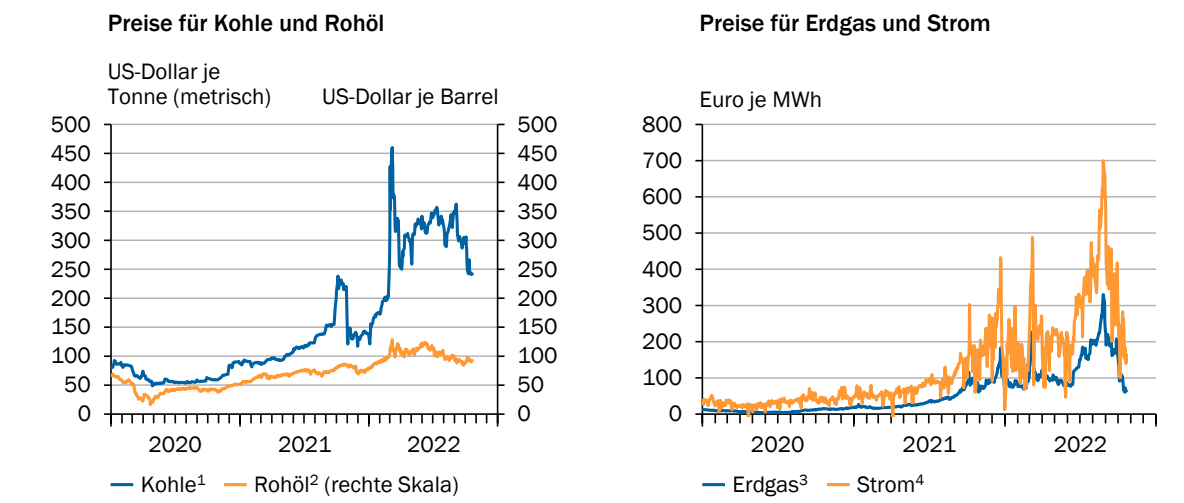 Preise für Kohle und Rohöl
US-Dollar je
Tonne (metrisch) US-Dollar je Barrel
500 500
450 450
400 400
350 350
300 300
250 250
200 200
150 150
100 100
50 50
0 0
2020 2021 2022
Kohle¹ Rohöl² (rechte Skala)
Preise für Erdgas und Strom
Euro je MWh
800
700
600
500
400
300
200
100
0
2020 2021 2022
Erdgas³ Strom⁴